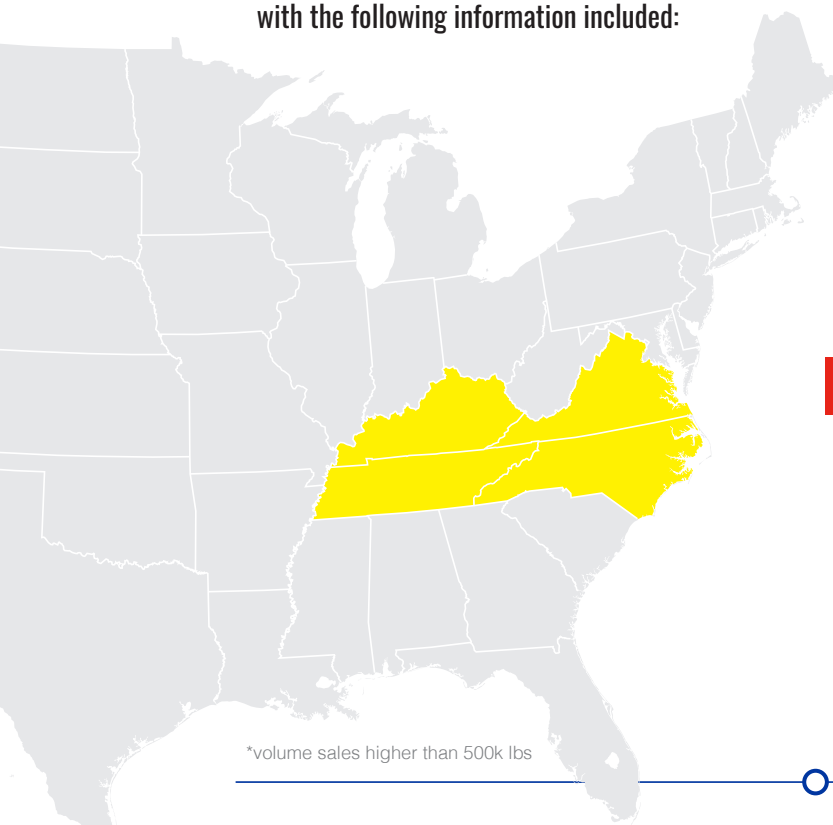 with the following information included:
*volume sales higher than 500k lbs